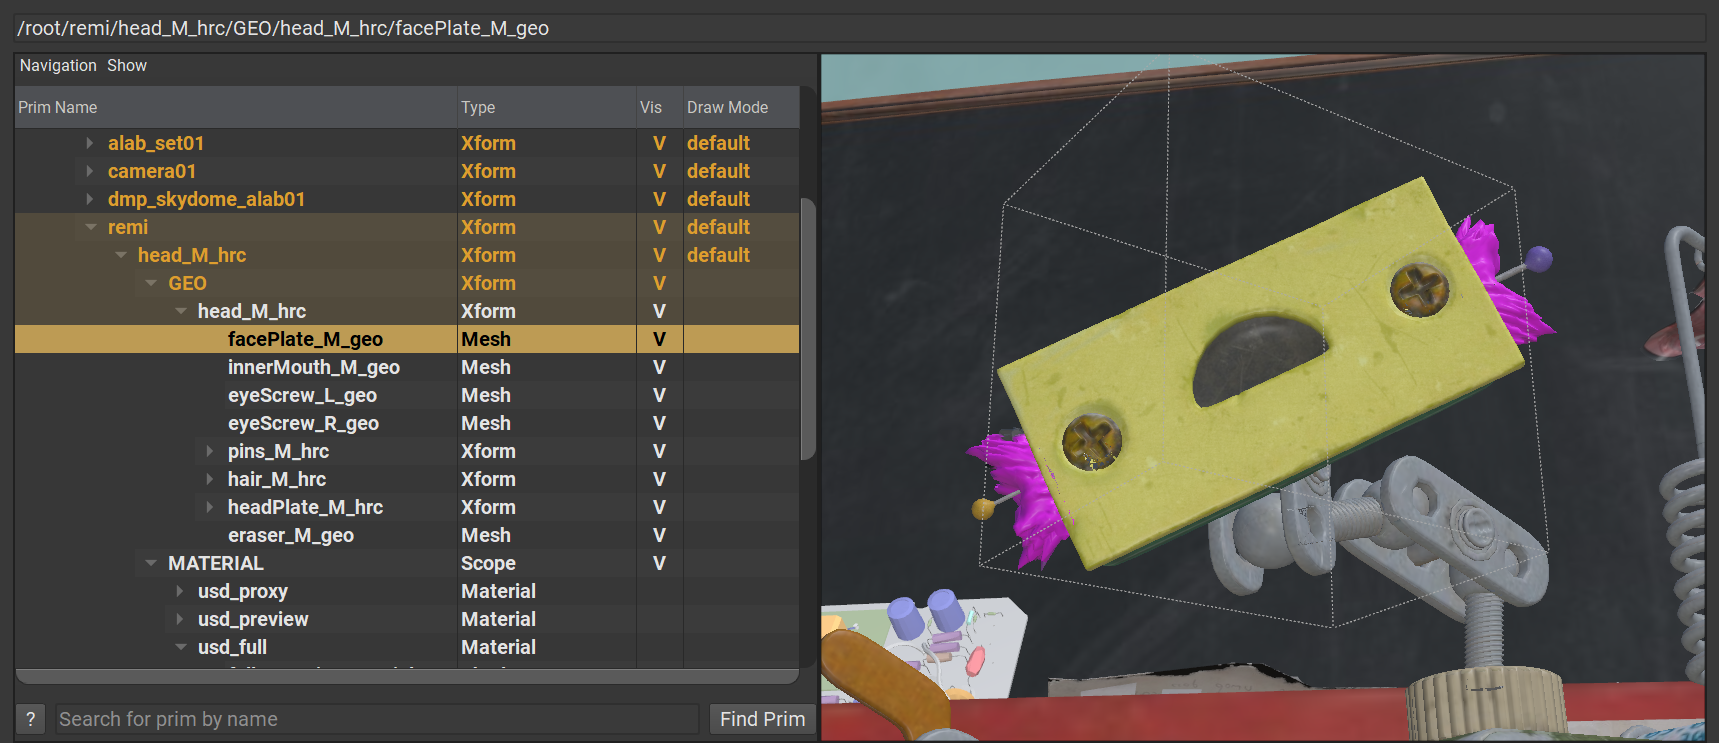 /root/remi/head_M_hrc/GEO/head_M_hrc/facePlate_M_geo
Navigation Show
Prim Name Type Vis Draw Mode
alab_set01 Xform V default
camera01 Xform V default
dmp_skydome_alab01 Xform V default
remi Xform V default
head_M_hrc Xform V default
GEO Xform V
head_M_hrc Xform V
facePlate_M_geo Mesh V
innerMouth_M_geo Mesh V
eyeScrew_L_geo Mesh V
eyeScrew_R_geo Mesh V
pins_M_hrc Xform V
hair_M_hrc Xform V
headPlate_M_hrc Xform V
eraser_M_geo Mesh V
MATERIAL Scope V
usd_proxy Material
usd_preview Material
usd_full Material
? Search for prim by name Find Prim